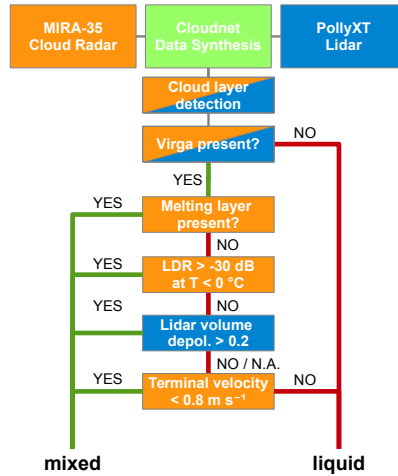 MIRA-35
Cloud Radar
Cloudnet
Data Synthesis
PollyXT
Lidar
Cloud layer
detection
Virga present?
NO
YES
YES
Melting layer
present?
NO
YES
LDR > -30 dB
at T < 0 °C
NO
YES
Lidar volume
depol. > 0.2
NO / N.A.
YES
Terminal velocity
< 0.8 m s⁻¹
NO
mixed
liquid